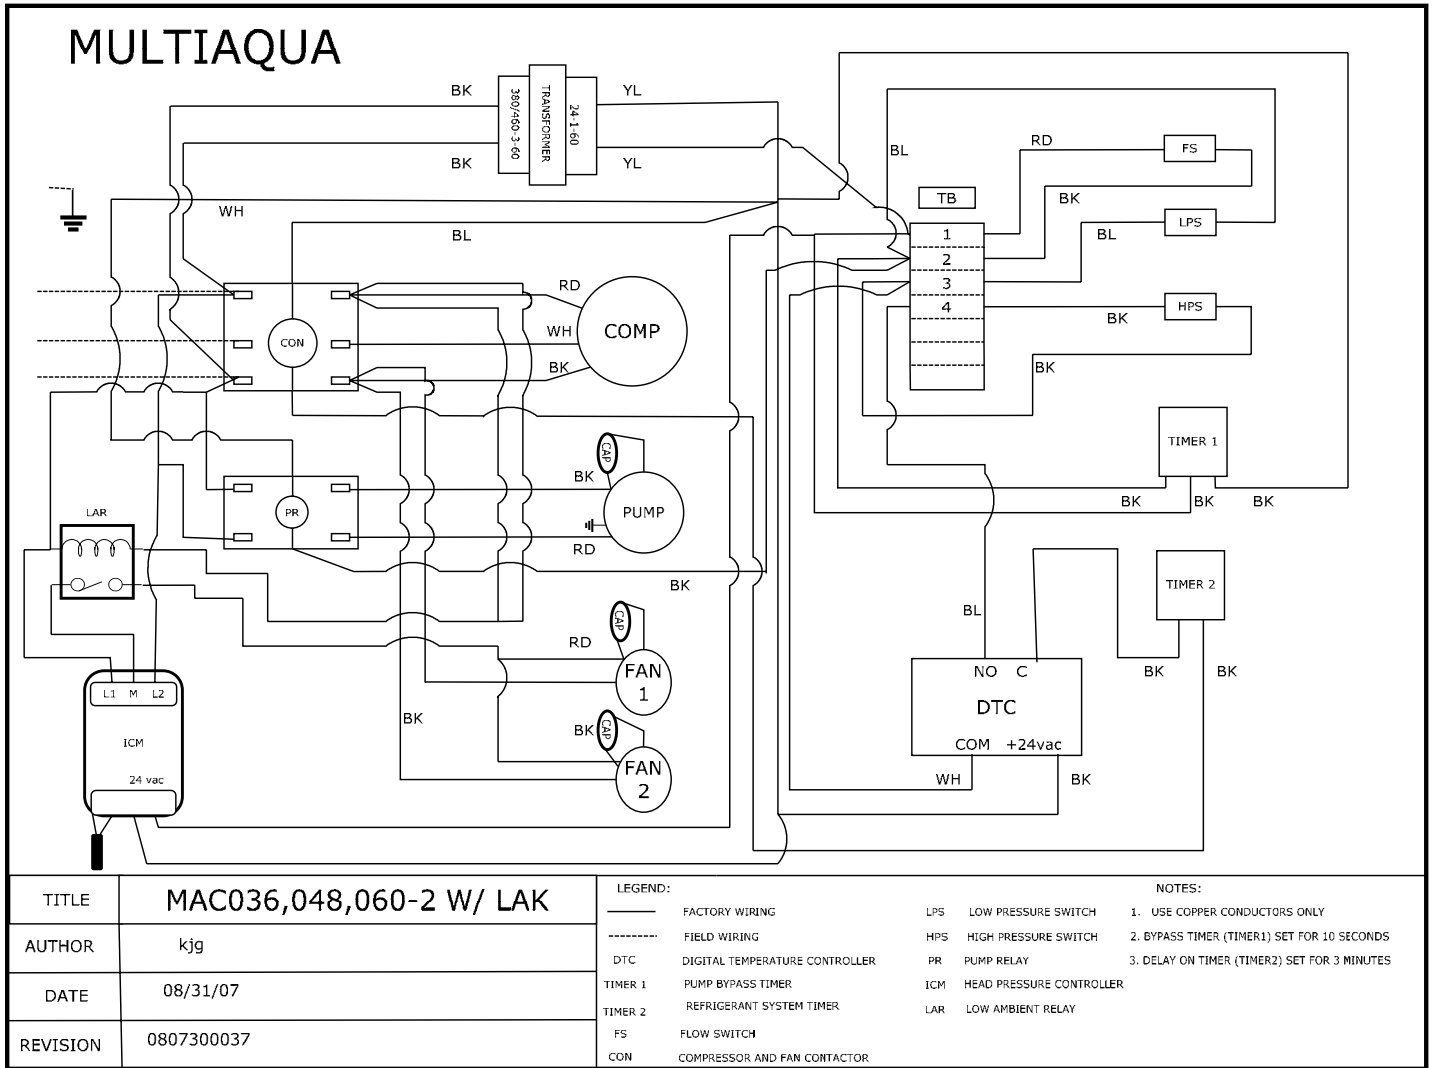 MULTIAQUA
BK
380/460-3-60
TRANSFORMER
24-1-60
YL
BK
YL
WH
BL
BL
RD
FS
BK
TB
BL
LPS
1
2
3
4
BK
HPS
BK
CON
RD
WH
BK
COMP
TIMER 1
BK
BK
BK
CAP
BK
PUMP
RD
PR
LAR
BK
TIMER 2
BK
BK
BL
CAP
RD
FAN
1
BK
BK
CAP
FAN
2
NO C
DTC
COM +24vac
WH
BK
L1 M L2
ICM
24 vac
TITLE
MAC036,048,060-2 W/ LAK
AUTHOR
kjg
DATE
08/31/07
REVISION
0807300037
LEGEND:
FACTORY WIRING
FIELD WIRING
DTC DIGITAL TEMPERATURE CONTROLLER
TIMER 1 PUMP BYPASS TIMER
TIMER 2 REFRIGERANT SYSTEM TIMER
FS FLOW SWITCH
CON COMPRESSOR AND FAN CONTACTOR
LPS LOW PRESSURE SWITCH
HPS HIGH PRESSURE SWITCH
PR PUMP RELAY
ICM HEAD PRESSURE CONTROLLER
LAR LOW AMBIENT RELAY
NOTES:
1. USE COPPER CONDUCTORS ONLY
2. BYPASS TIMER (TIMER1) SET FOR 10 SECONDS
3. DELAY ON TIMER (TIMER2) SET FOR 3 MINUTES